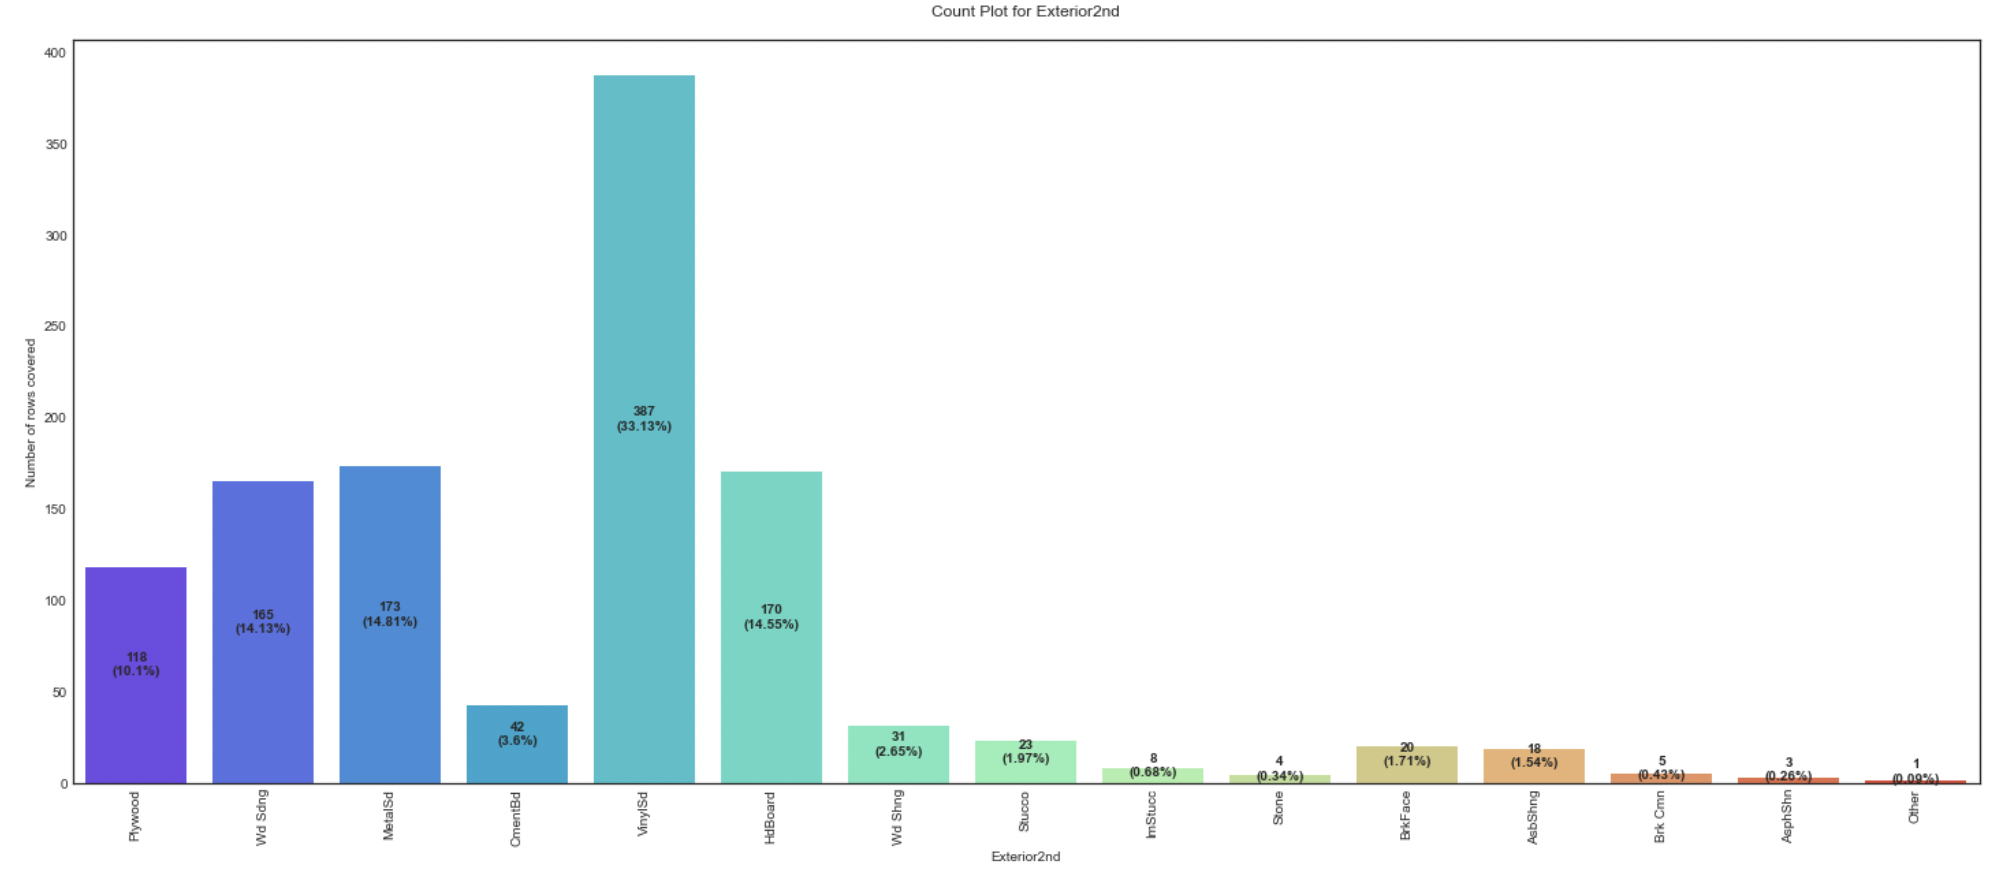 Count Plot for Exterior2nd
Number of rows covered
400
350
300
250
200
150
100
50
0
118
(10.1%)
165
(14.13%)
173
(14.81%)
42
(3.6%)
387
(33.13%)
170
(14.55%)
31
(2.65%)
23
(1.97%)
8
(0.68%)
4
(0.34%)
20
(1.71%)
18
(1.54%)
5
(0.43%)
3
(0.26%)
1
(0.09%)
Plywood
Wd Sdng
MetalSd
CmentBd
VinylSd
HdBoard
Wd Shng
Stucco
ImStucc
Stone
BrkFace
AsbShng
Brk Cmn
AsphShn
Other
Exterior2nd